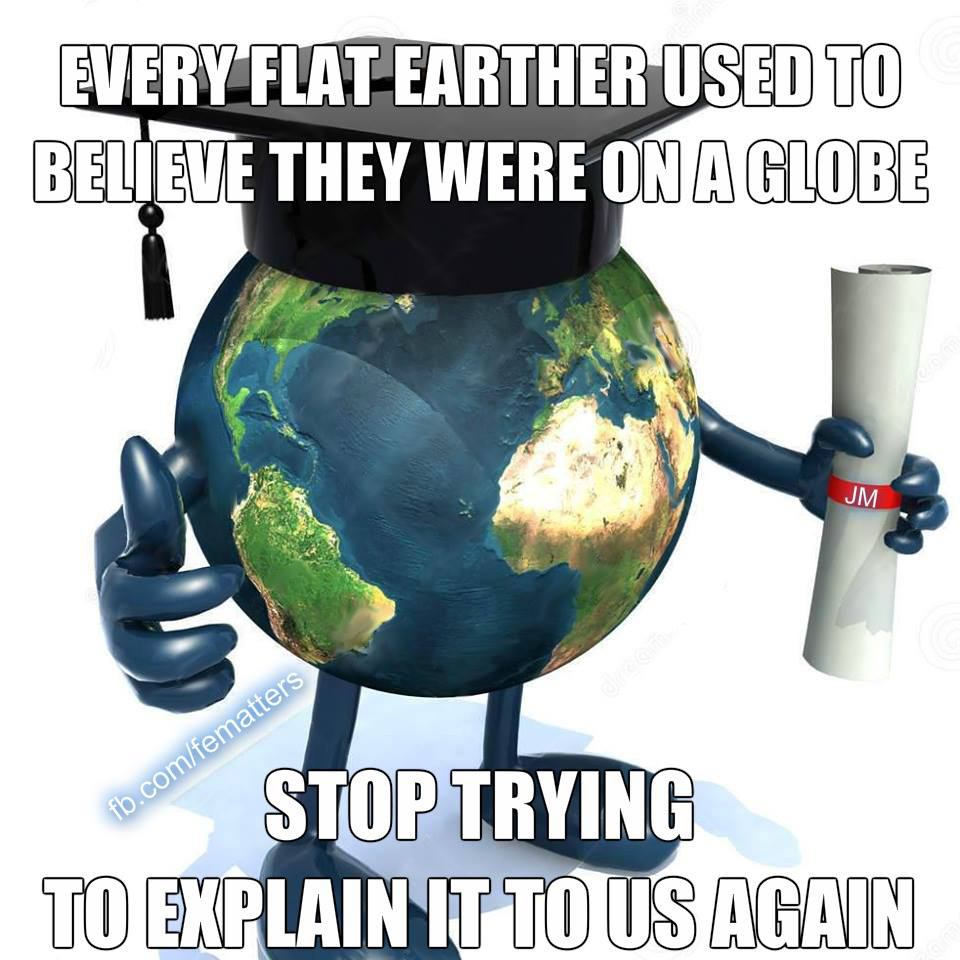 EVERY FLAT EARTHER USED TO
BELIEVE THEY WERE ON A GLOBE
JM
fb.com/fematters
STOP TRYING
TO EXPLAIN IT TO US AGAIN